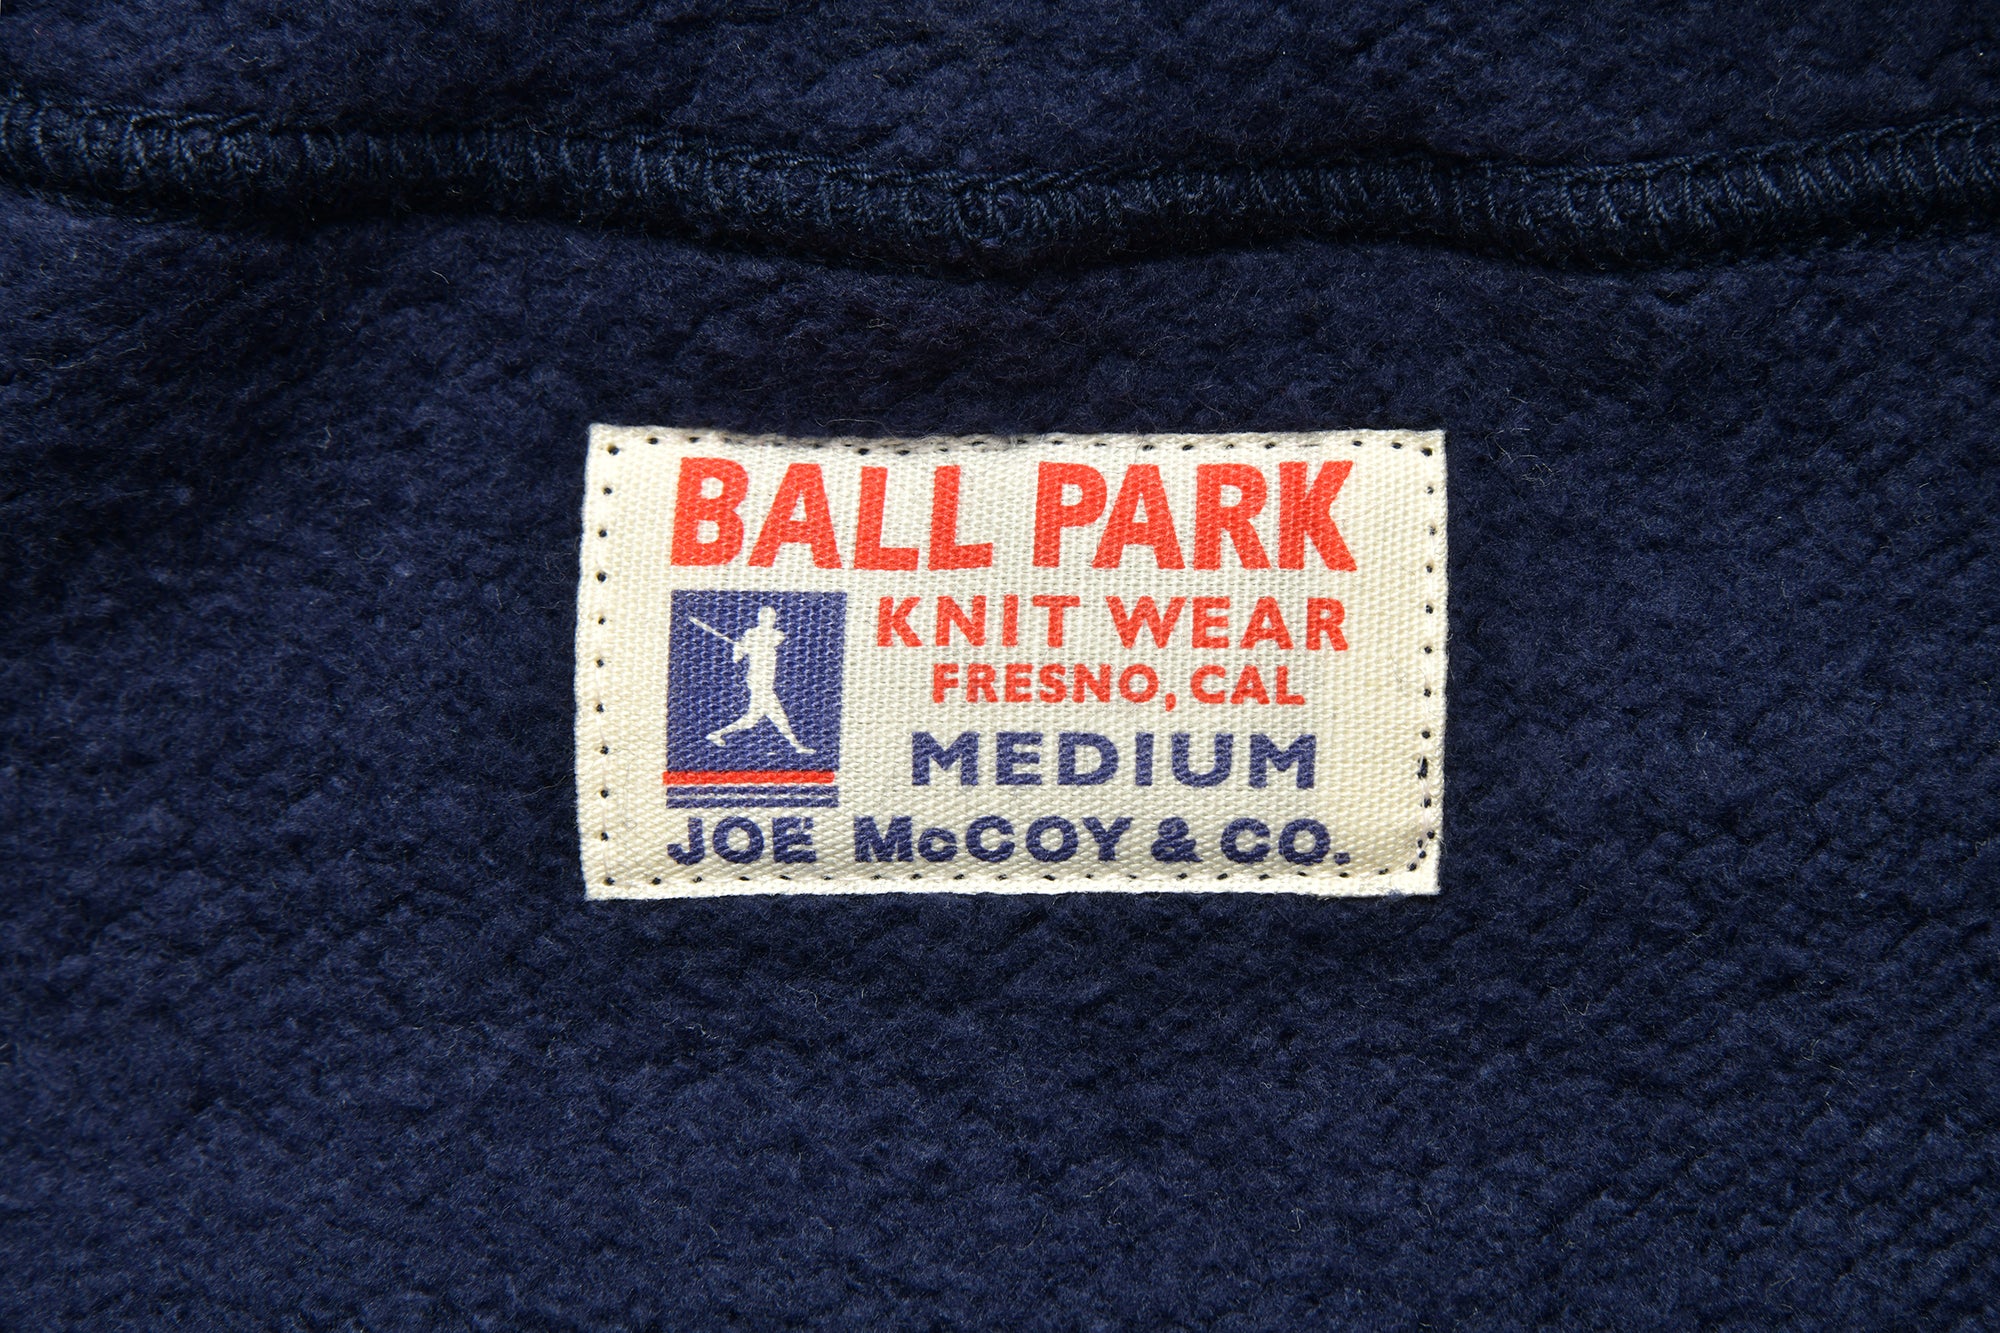 BALL PARK
KNIT WEAR
FRESNO, CAL
MEDIUM
JOE McCOY & CO.